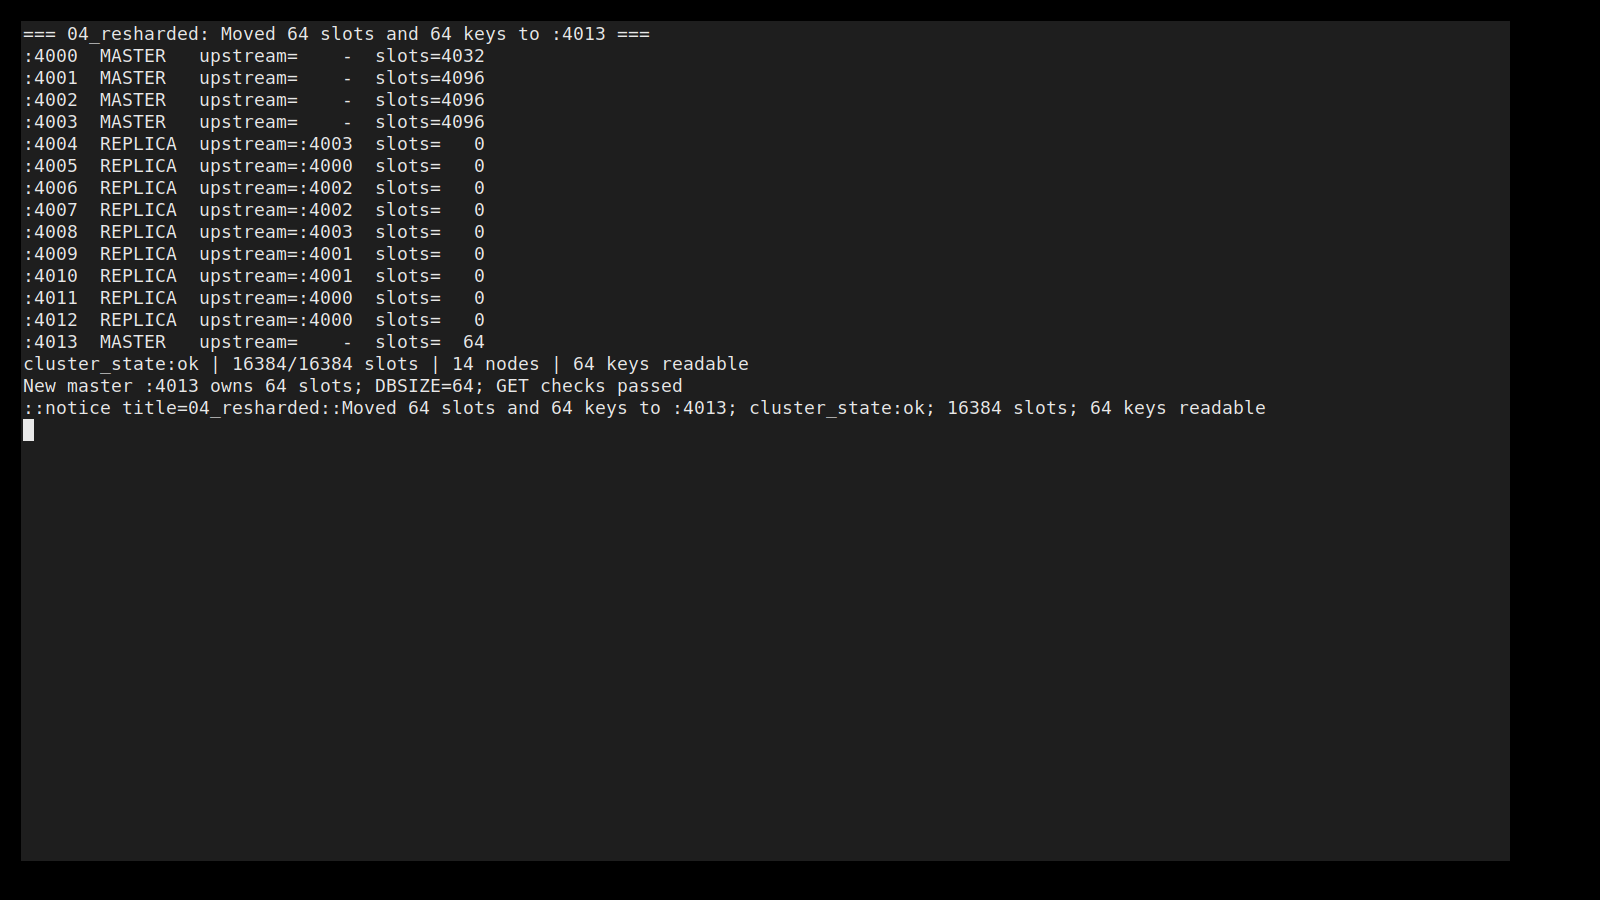 === 04_resharded: Moved 64 slots and 64 keys to :4013 ===
:4000  MASTER   upstream=    -  slots=4032
:4001  MASTER   upstream=    -  slots=4096
:4002  MASTER   upstream=    -  slots=4096
:4003  MASTER   upstream=    -  slots=4096
:4004  REPLICA  upstream=:4003  slots=   0
:4005  REPLICA  upstream=:4000  slots=   0
:4006  REPLICA  upstream=:4002  slots=   0
:4007  REPLICA  upstream=:4002  slots=   0
:4008  REPLICA  upstream=:4003  slots=   0
:4009  REPLICA  upstream=:4001  slots=   0
:4010  REPLICA  upstream=:4001  slots=   0
:4011  REPLICA  upstream=:4000  slots=   0
:4012  REPLICA  upstream=:4000  slots=   0
:4013  MASTER   upstream=    -  slots=  64
cluster_state:ok | 16384/16384 slots | 14 nodes | 64 keys readable
New master :4013 owns 64 slots; DBSIZE=64; GET checks passed
::notice title=04_resharded::Moved 64 slots and 64 keys to :4013; cluster_state:ok; 16384 slots; 64 keys readable